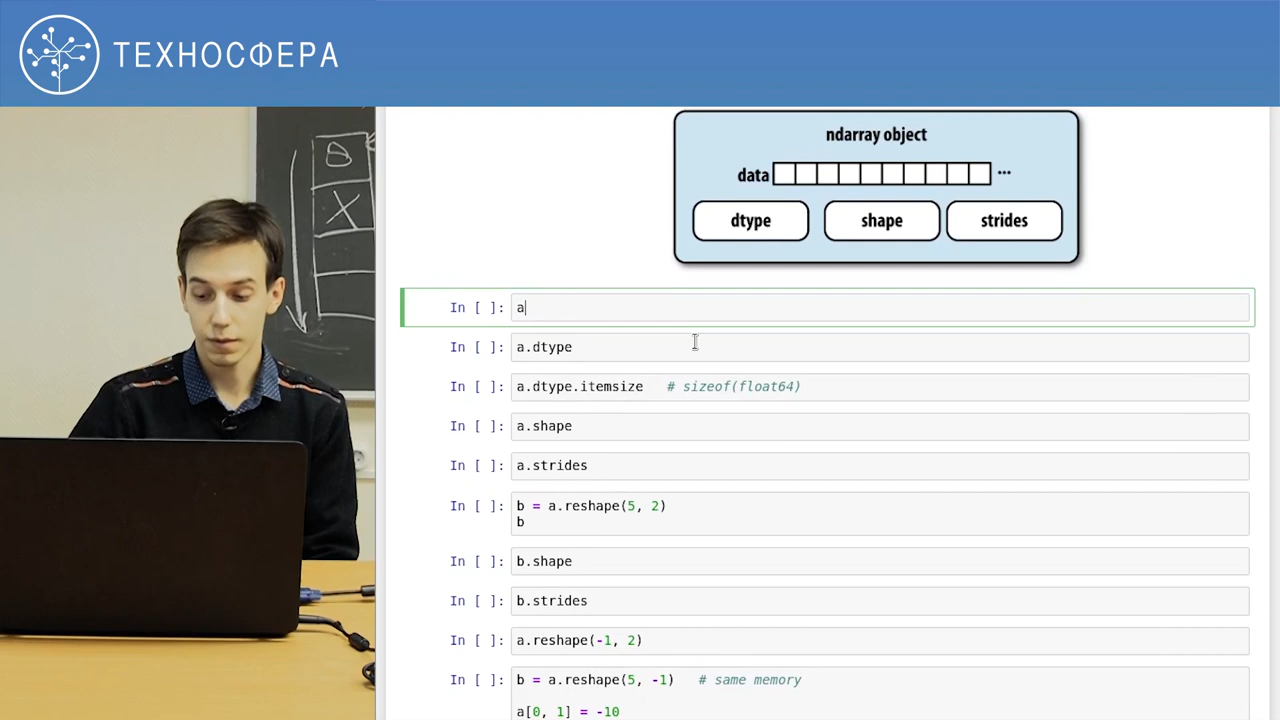 ТЕХНОСФЕРА
ndarray object
data ...
dtype shape strides
In [ ]: a
In [ ]: a.dtype
In [ ]: a.dtype.itemsize # sizeof(float64)
In [ ]: a.shape
In [ ]: a.strides
In [ ]: b = a.reshape(5, 2)
b
In [ ]: b.shape
In [ ]: b.strides
In [ ]: a.reshape(-1, 2)
In [ ]: b = a.reshape(5, -1) # same memory
a[0, 1] = -10